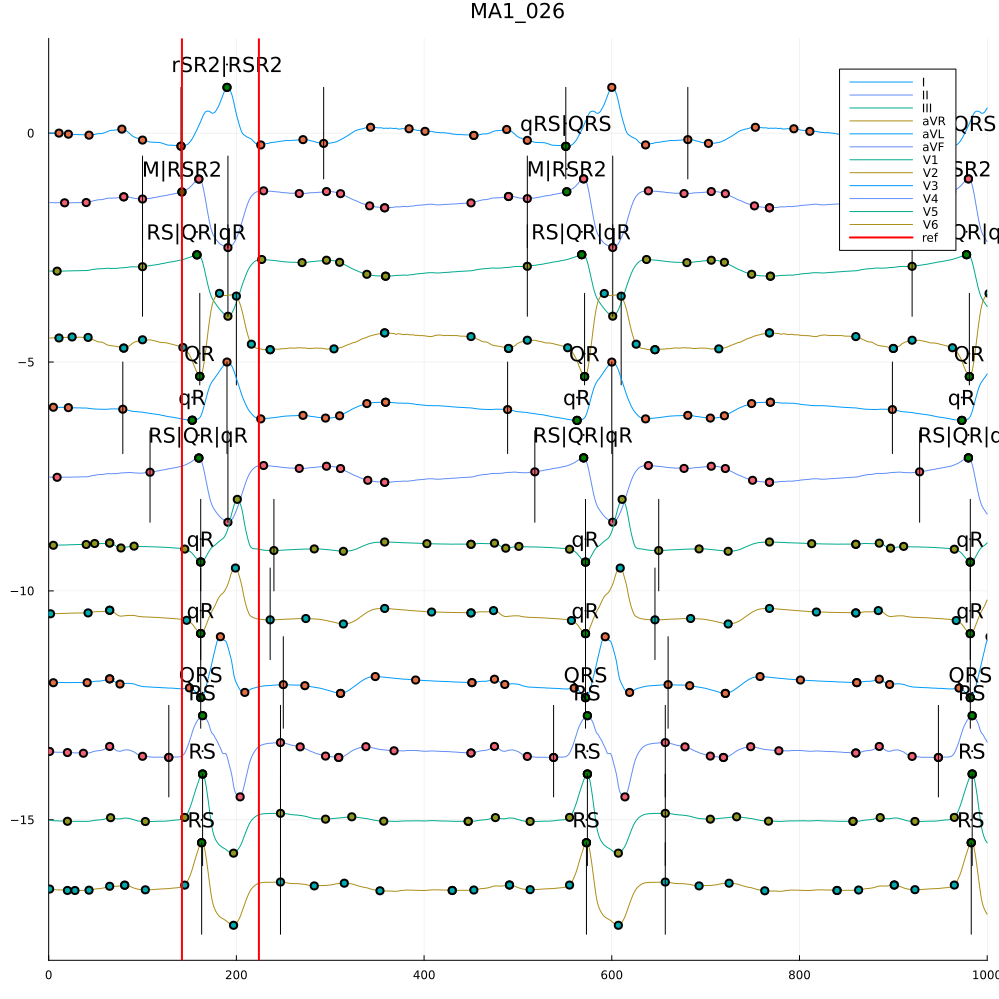 MA1_026
rSR2|RSR2
I
II
III
aVR
aVL
aVF
V1
V2
V3
V4
V5
V6
ref
0
qRS|QRS
QRS
M|RSR2
M|RSR2
SR2
RS|QR|qR
RS|QR|qR
QR|q
−5
QR
QR
QR
qR
qR
qR
RS|QR|qR
RS|QR|qR
RS|QR|q
qR
qR
qR
−10
qR
qR
qR
QRS
QRS
QRS
RS
RS
RS
RS
RS
RS
−15
RS
RS
RS
0 200 400 600 800 1000